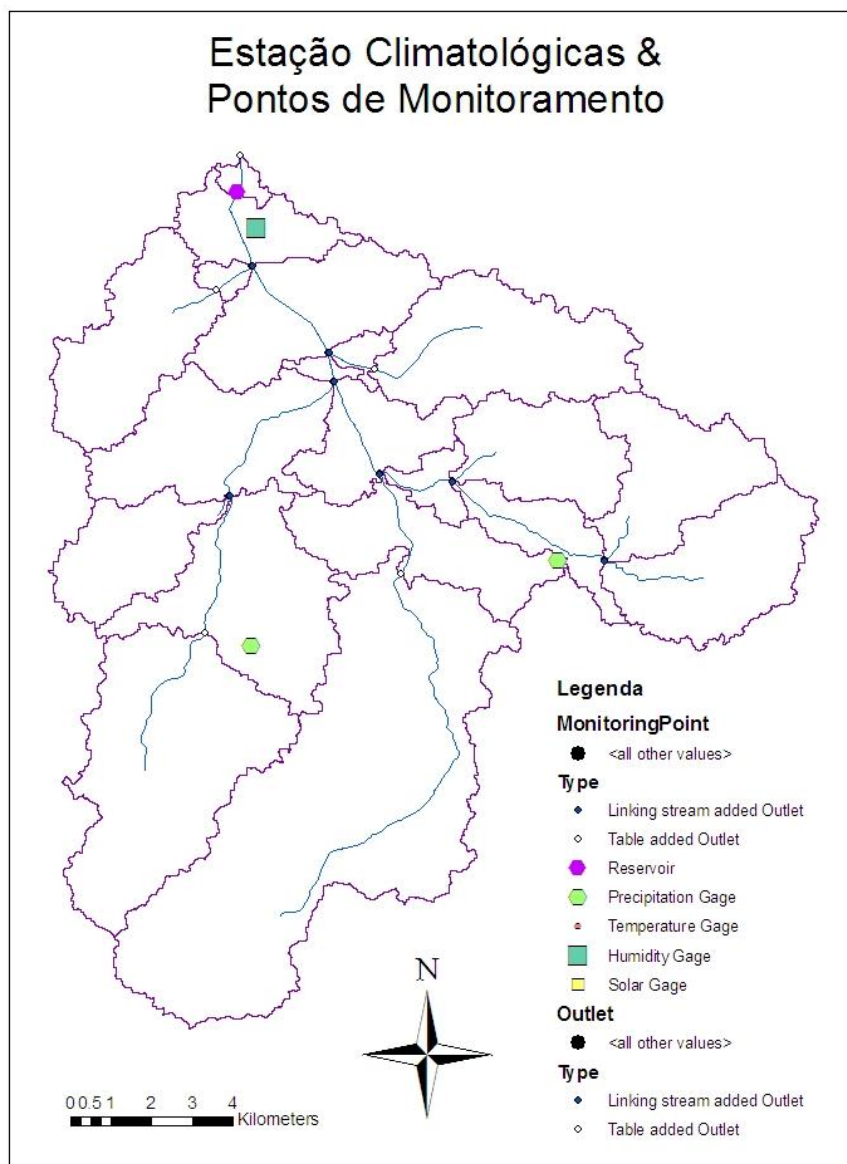 Estação Climatológicas &
Pontos de Monitoramento
Legenda
MonitoringPoint
<all other values>
Type
Linking stream added Outlet
Table added Outlet
Reservoir
Precipitation Gage
Temperature Gage
Humidity Gage
Solar Gage
Outlet
<all other values>
Type
Linking stream added Outlet
Table added Outlet
N
0 0.5 1 2 3 4
Kilometers